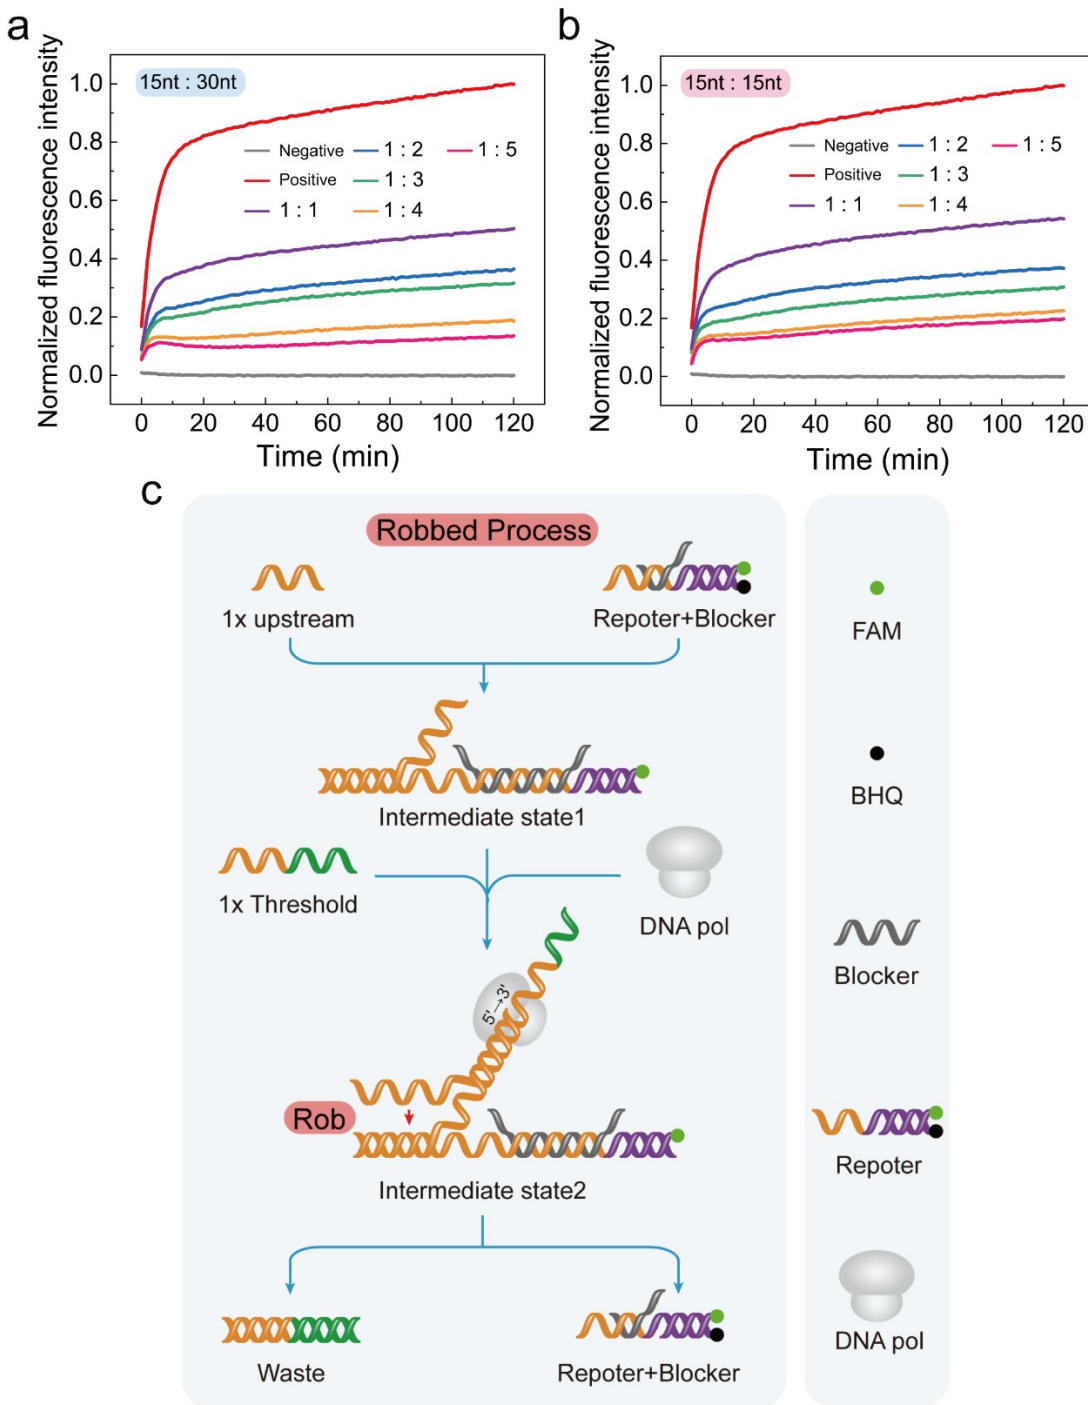 a
Normalized fluorescence intensity
15nt : 30nt
1.0
0.8
0.6
0.4
0.2
0.0
Negative
Positive
1 : 1
1 : 2
1 : 3
1 : 4
1 : 5
0 20 40 60 80 100 120
Time (min)
b
Normalized fluorescence intensity
15nt : 15nt
1.0
0.8
0.6
0.4
0.2
0.0
Negative
Positive
1 : 1
1 : 2
1 : 3
1 : 4
1 : 5
0 20 40 60 80 100 120
Time (min)
c
Robbed Process
1x upstream
Repoter+Blocker
Intermediate state1
1x Threshold
DNA pol
5'→3'
Rob
Intermediate state2
Waste
Repoter+Blocker
FAM
BHQ
Blocker
Repoter
DNA pol